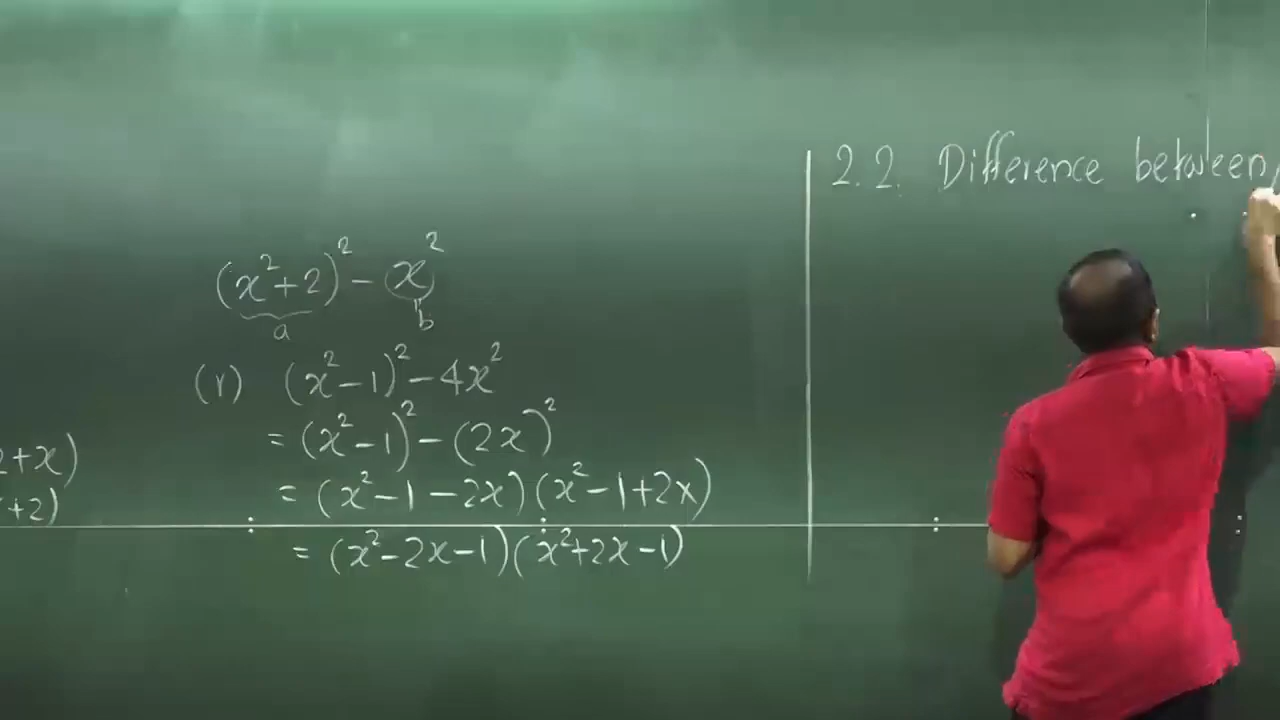 2.2. Difference between
(x²+2)² - x²
a
b
(v) (x²-1)² - 4x²
= (x²-1)² - (2x)²
+x)
= (x²-1-2x)(x²-1+2x)
+2)
= (x²-2x-1)(x²+2x-1)